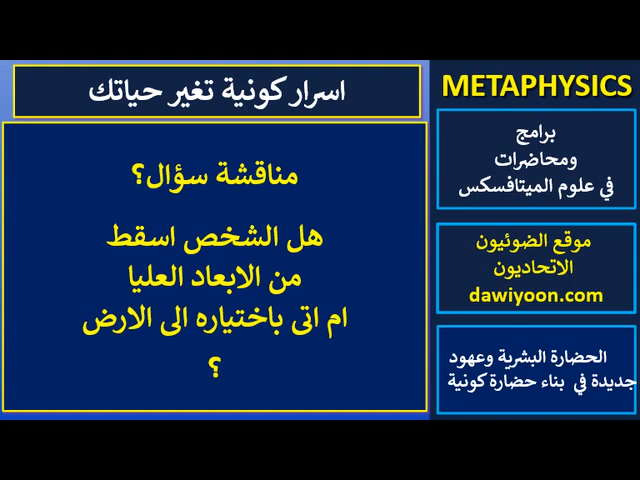 اسرار كونية تغير حياتك
مناقشة سؤال؟
هل الشخص اسقط
من الابعاد العليا
ام اتى باختياره الى الارض
؟
METAPHYSICS
برامج
ومحاضرات
في علوم الميتافسكس
موقع الضوئيون
الاتحاديون
dawiyoon.com
الحضارة البشرية وعهود
جديدة في بناء حضارة كونية